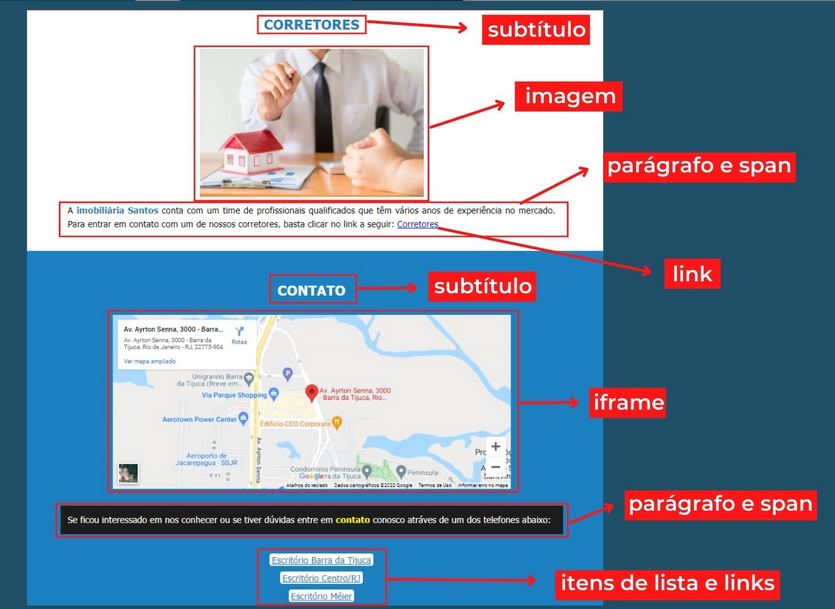 CORRETORES
subtítulo
imagem
parágrafo e span
A imobiliária Santos conta com um time de profissionais qualificados que têm vários anos de experiência no mercado.
Para entrar em contato com um de nossos corretores, basta clicar no link a seguir: Corretores
link
CONTATO
subtítulo
Av. Ayrton Senna, 3000 - Barra...
Av. Ayrton Senna, 3000 - Barra da
Tijuca, Rio de Janeiro - RJ, 22775-904
Rotas
Ver mapa ampliado
Unigranrio Barra
da Tijuca (Breve em...
Via Parque Shopping
Av. Ayrton Senna, 3000
- Barra da Tijuca, Rio...
iframe
Aerotown Power Center
Edifício CEO Corporate
Av. Ayrton Senna
Aeroporto de
Jacarepaguá - SBJR
Condomínio Península
Península
Google
Atalhos do teclado
Dados cartográficos ©2022 Google
Termos de Uso
Informar erro no mapa
parágrafo e span
Se ficou interessado em nos conhecer ou se tiver dúvidas entre em contato conosco atráves de um dos telefones abaixo:
Escritório Barra da Tijuca
Escritório Centro/RJ
Escritório Méier
itens de lista e links